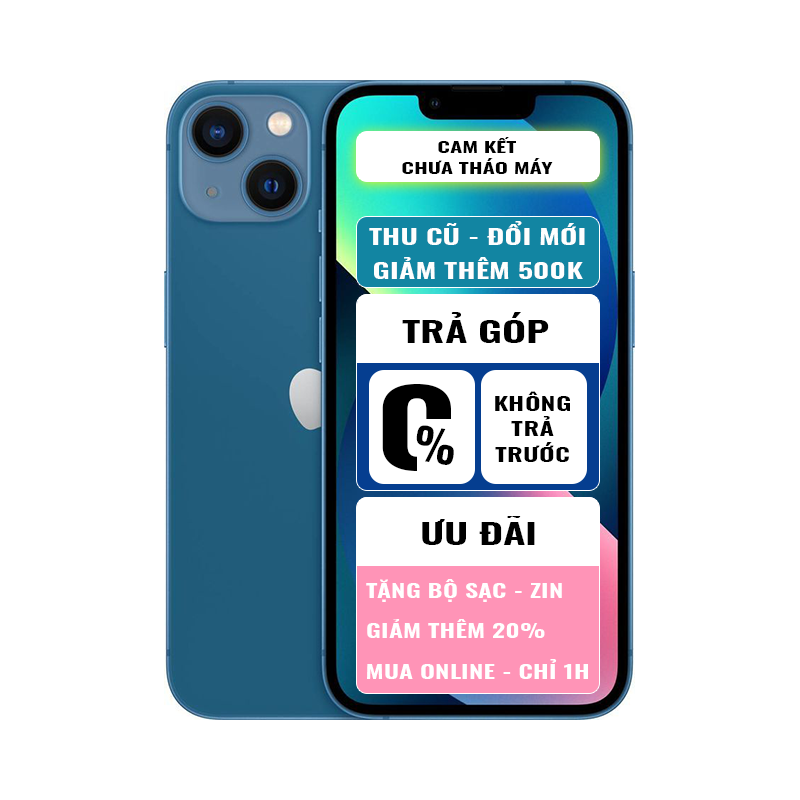 CAM KẾT
CHƯA THÁO MÁY
THU CŨ - ĐỔI MỚI
GIẢM THÊM 500K
TRẢ GÓP
0%
KHÔNG
TRẢ
TRƯỚC
ƯU ĐÃI
TẶNG BỘ SẠC - ZIN
GIẢM THÊM 20%
MUA ONLINE - CHỈ 1H